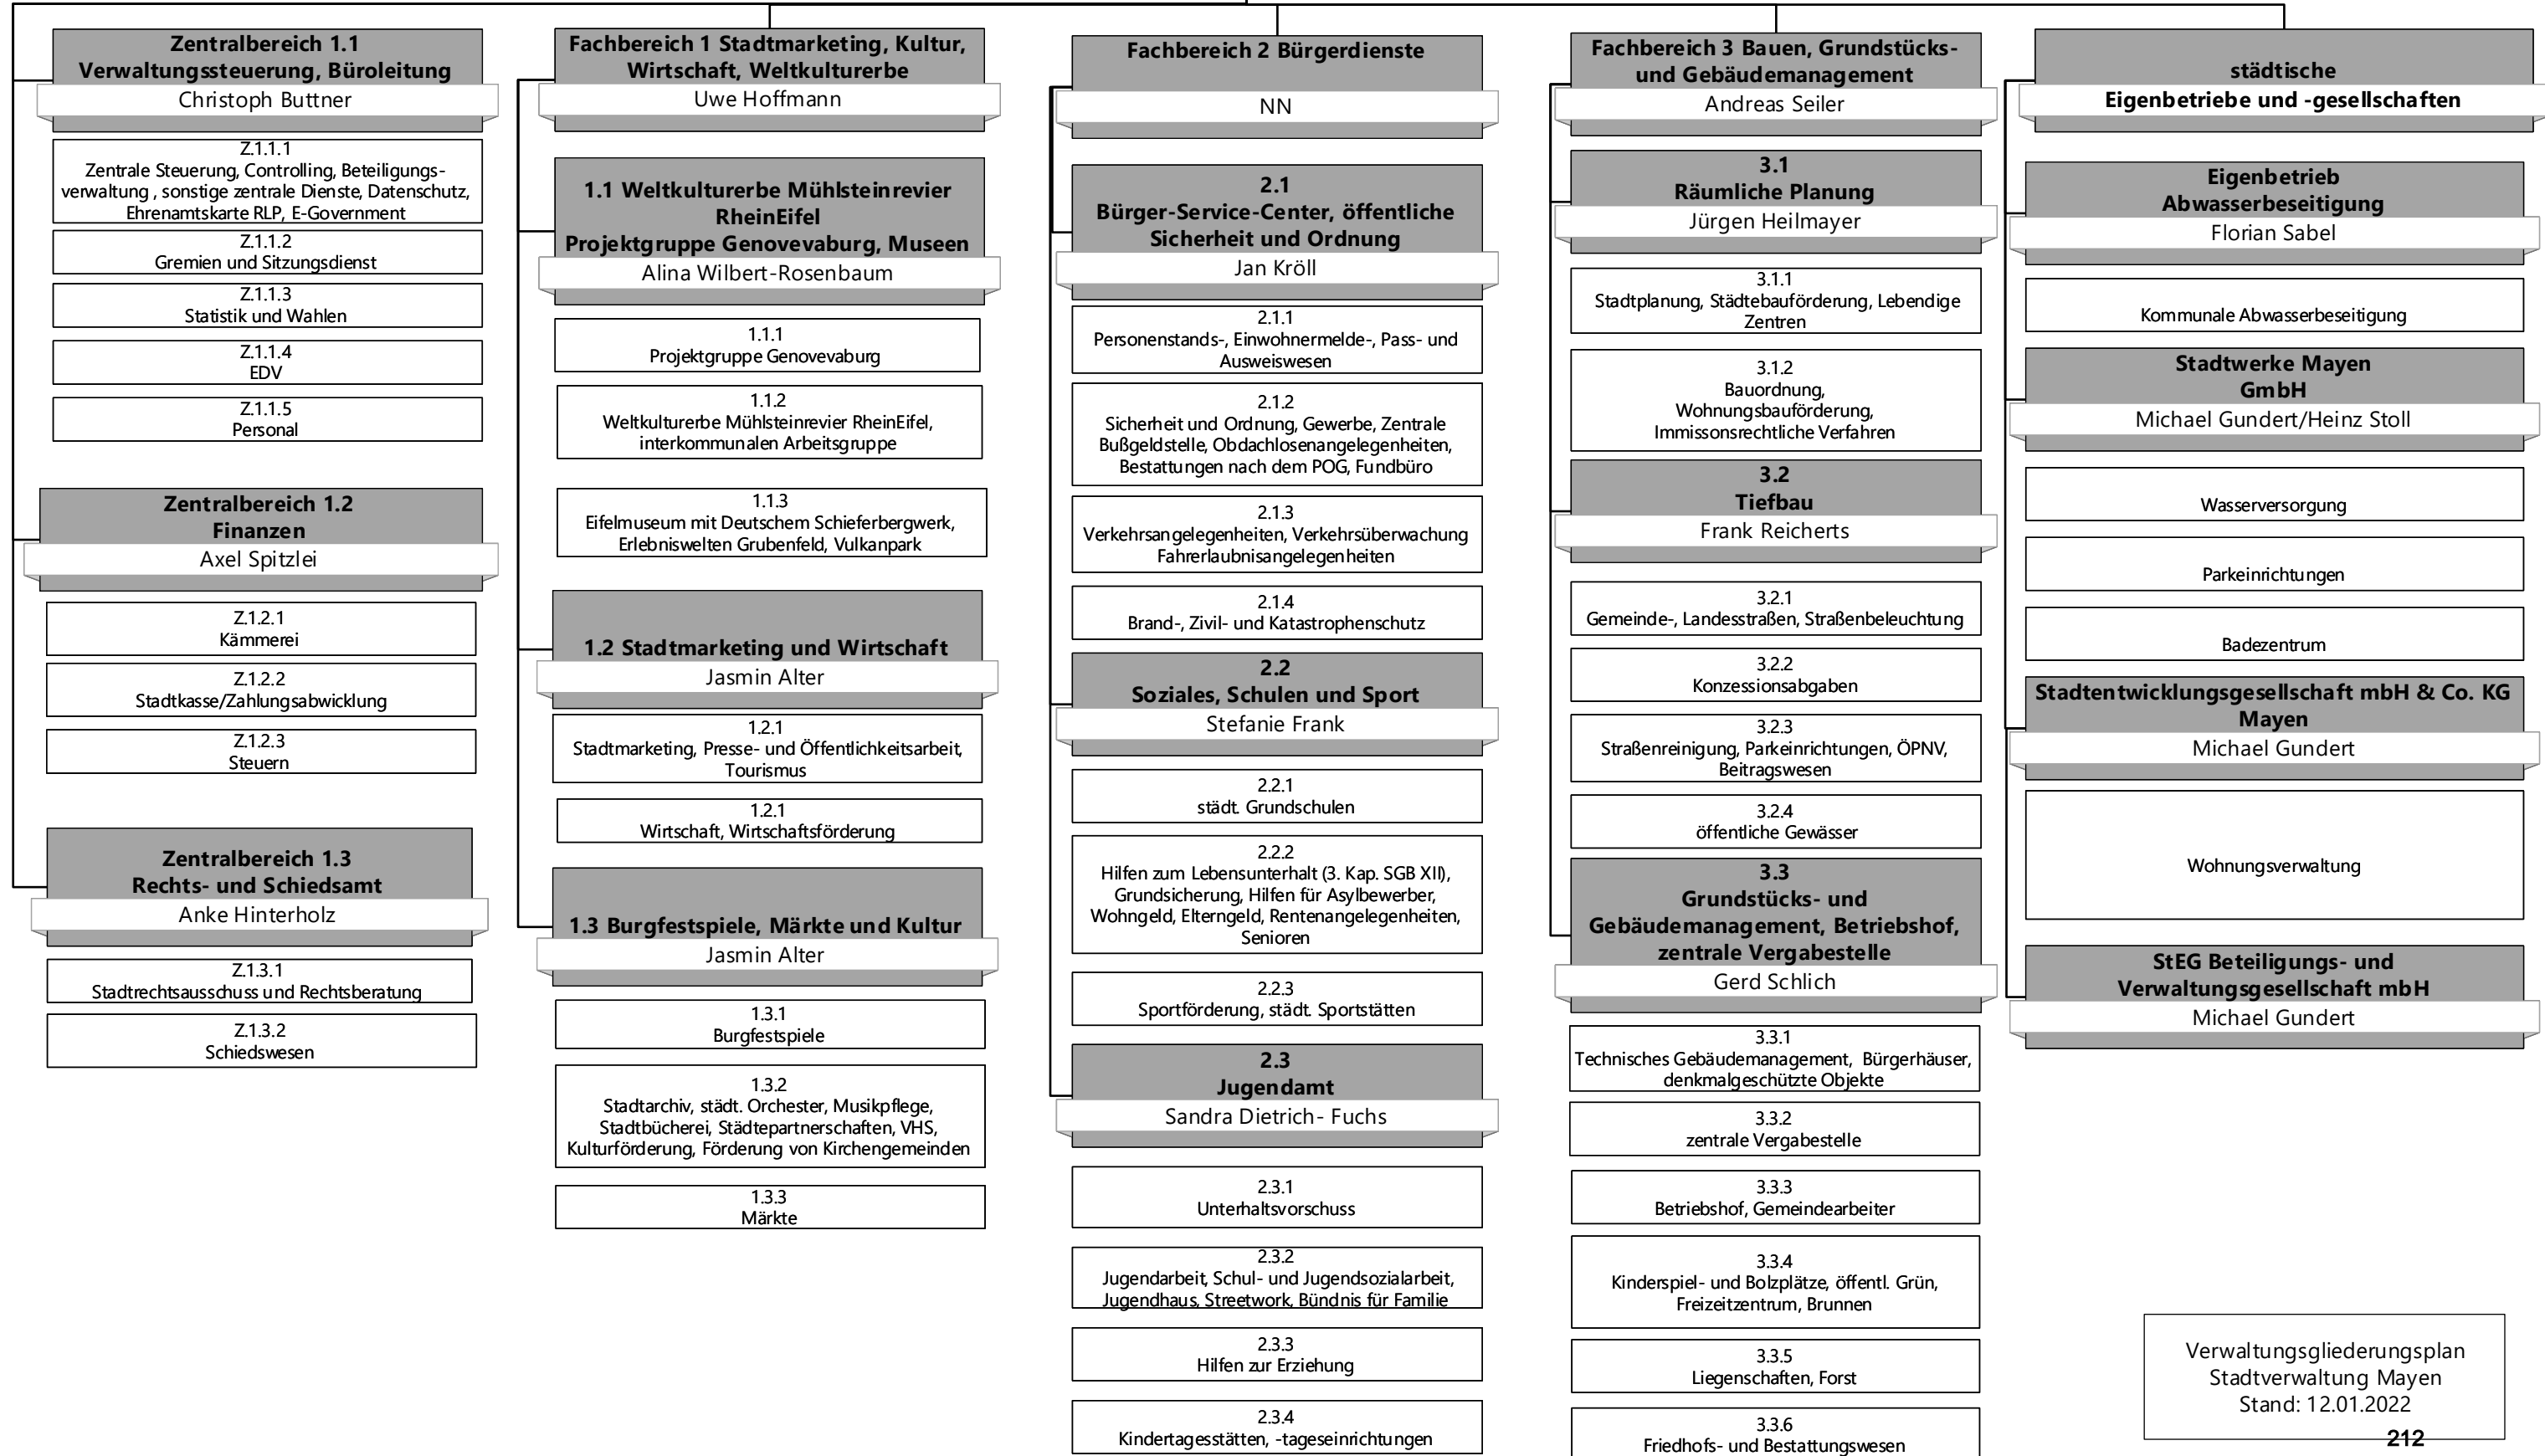 Zentralbereich 1.1
Verwaltungssteuerung, Büroleitung
Christoph Buttner
Z.1.1.1
Zentrale Steuerung, Controlling, Beteiligungs-
verwaltung , sonstige zentrale Dienste, Datenschutz,
Ehrenamtskarte RLP, E-Government
Z.1.1.2
Gremien und Sitzungsdienst
Z.1.1.3
Statistik und Wahlen
Z.1.1.4
EDV
Z.1.1.5
Personal
Zentralbereich 1.2
Finanzen
Axel Spitzlei
Z.1.2.1
Kämmerei
Z.1.2.2
Stadtkasse/Zahlungsabwicklung
Z.1.2.3
Steuern
Zentralbereich 1.3
Rechts- und Schiedsamt
Anke Hinterholz
Z.1.3.1
Stadtrechtsausschuss und Rechtsberatung
Z.1.3.2
Schiedswesen
Fachbereich 1 Stadtmarketing, Kultur,
Wirtschaft, Weltkulturerbe
Uwe Hoffmann
1.1 Weltkulturerbe Mühlsteinrevier
RheinEifel
Projektgruppe Genovevaburg, Museen
Alina Wilbert-Rosenbaum
1.1.1
Projektgruppe Genovevaburg
1.1.2
Weltkulturerbe Mühlsteinrevier RheinEifel,
interkommunalen Arbeitsgruppe
1.1.3
Eifelmuseum mit Deutschem Schieferbergwerk,
Erlebniswelten Grubenfeld, Vulkanpark
1.2 Stadtmarketing und Wirtschaft
Jasmin Alter
1.2.1
Stadtmarketing, Presse- und Öffentlichkeitsarbeit,
Tourismus
1.2.1
Wirtschaft, Wirtschaftsförderung
1.3 Burgfestspiele, Märkte und Kultur
Jasmin Alter
1.3.1
Burgfestspiele
1.3.2
Stadtarchiv, städt. Orchester, Musikpflege,
Stadtbücherei, Städtepartnerschaften, VHS,
Kulturförderung, Förderung von Kirchengemeinden
1.3.3
Märkte
Fachbereich 2 Bürgerdienste
NN
2.1
Bürger-Service-Center, öffentliche
Sicherheit und Ordnung
Jan Kröll
2.1.1
Personenstands-, Einwohnermelde-, Pass- und
Ausweiswesen
2.1.2
Sicherheit und Ordnung, Gewerbe, Zentrale
Bußgeldstelle, Obdachlosenangelegenheiten,
Bestattungen nach dem POG, Fundbüro
2.1.3
Verkehrsangelegenheiten, Verkehrsüberwachung
Fahrerlaubnisangelegenheiten
2.1.4
Brand-, Zivil- und Katastrophenschutz
2.2
Soziales, Schulen und Sport
Stefanie Frank
2.2.1
städt. Grundschulen
2.2.2
Hilfen zum Lebensunterhalt (3. Kap. SGB XII),
Grundsicherung, Hilfen für Asylbewerber,
Wohngeld, Elterngeld, Rentenangelegenheiten,
Senioren
2.2.3
Sportförderung, städt. Sportstätten
2.3
Jugendamt
Sandra Dietrich- Fuchs
2.3.1
Unterhaltsvorschuss
2.3.2
Jugendarbeit, Schul- und Jugendsozialarbeit,
Jugendhaus, Streetwork, Bündnis für Familie
2.3.3
Hilfen zur Erziehung
2.3.4
Kindertagesstätten, -tageseinrichtungen
Fachbereich 3 Bauen, Grundstücks-
und Gebäudemanagement
Andreas Seiler
3.1
Räumliche Planung
Jürgen Heilmayer
3.1.1
Stadtplanung, Städtebauförderung, Lebendige
Zentren
3.1.2
Bauordnung,
Wohnungsbauförderung,
Immissonsrechtliche Verfahren
3.2
Tiefbau
Frank Reicherts
3.2.1
Gemeinde-, Landesstraßen, Straßenbeleuchtung
3.2.2
Konzessionsabgaben
3.2.3
Straßenreinigung, Parkeinrichtungen, ÖPNV,
Beitragswesen
3.2.4
öffentliche Gewässer
3.3
Grundstücks- und
Gebäudemanagement, Betriebshof,
zentrale Vergabestelle
Gerd Schlich
3.3.1
Technisches Gebäudemanagement, Bürgerhäuser,
denkmalgeschützte Objekte
3.3.2
zentrale Vergabestelle
3.3.3
Betriebshof, Gemeindearbeiter
3.3.4
Kinderspiel- und Bolzplätze, öffentl. Grün,
Freizeitzentrum, Brunnen
3.3.5
Liegenschaften, Forst
3.3.6
Friedhofs- und Bestattungswesen
städtische
Eigenbetriebe und -gesellschaften
Eigenbetrieb
Abwasserbeseitigung
Florian Sabel
Kommunale Abwasserbeseitigung
Stadtwerke Mayen
GmbH
Michael Gundert/Heinz Stoll
Wasserversorgung
Parkeinrichtungen
Badezentrum
Stadtentwicklungsgesellschaft mbH & Co. KG
Mayen
Michael Gundert
Wohnungsverwaltung
StEG Beteiligungs- und
Verwaltungsgesellschaft mbH
Michael Gundert
Verwaltungsgliederungsplan
Stadtverwaltung Mayen
Stand: 12.01.2022
212